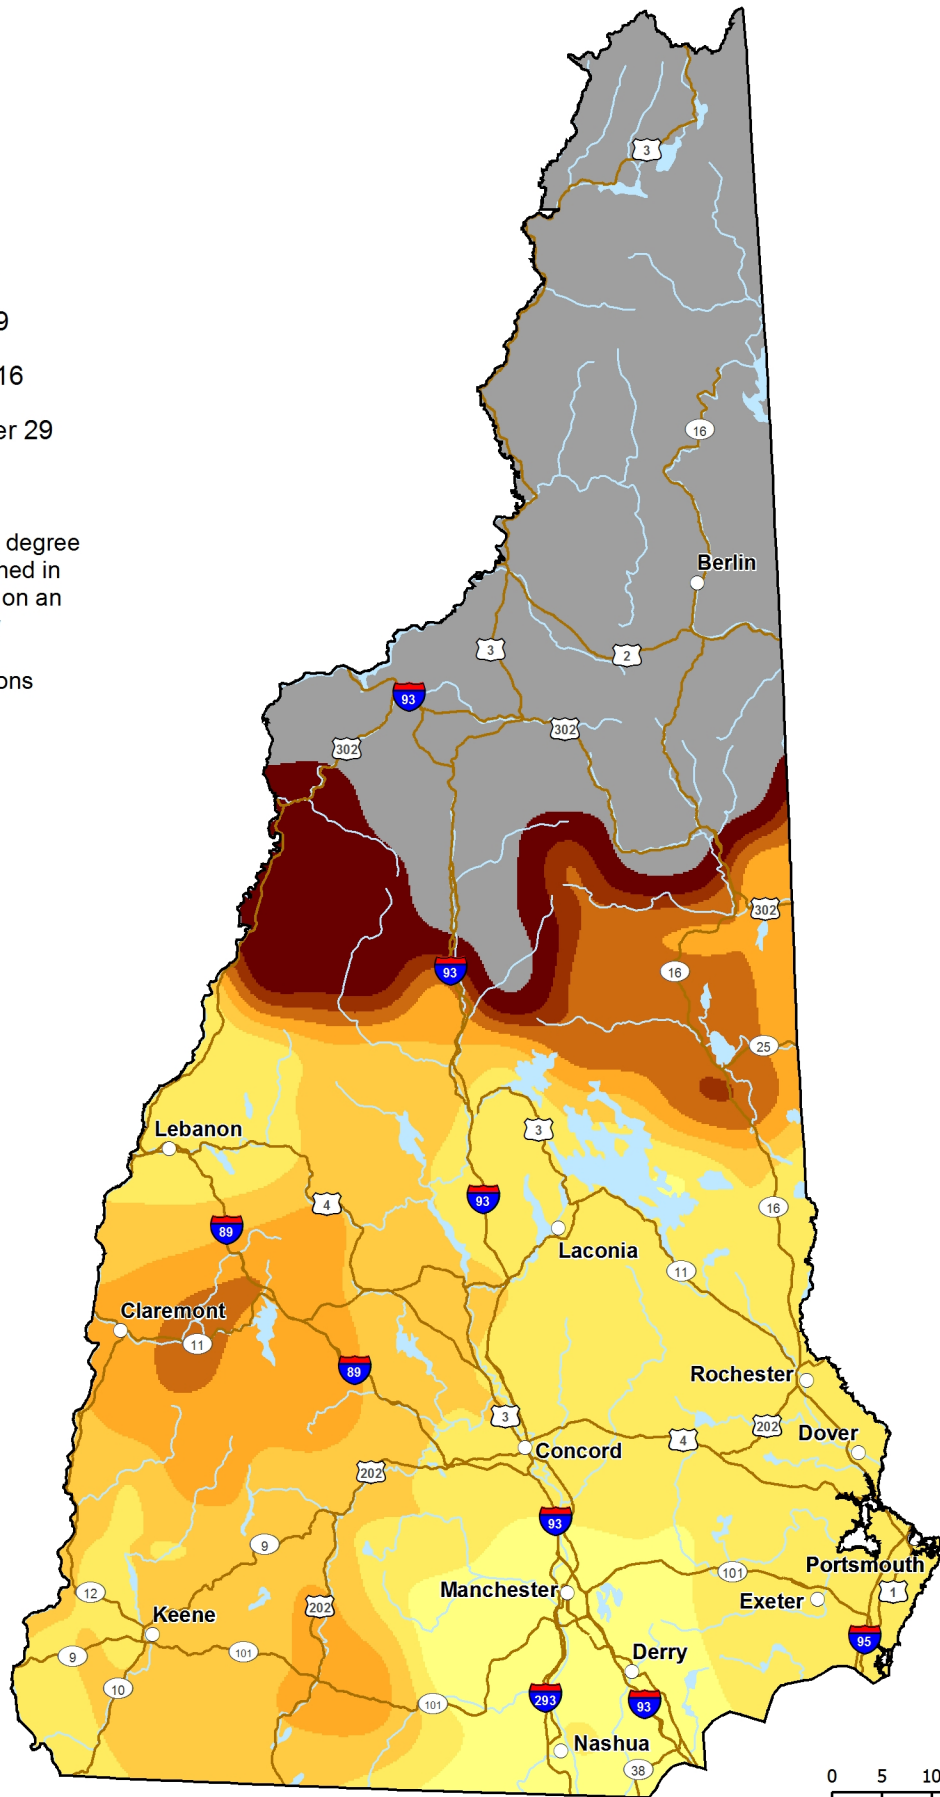 3
9
16
er 29
16
degree
ned in
on an
ons
Berlin
3
2
93
302
302
302
93
16
25
3
Lebanon
4
93
16
89
Laconia
11
Claremont
11
89
Rochester
3
202
Dover
4
Concord
202
93
9
Portsmouth
101
12
Manchester
1
Exeter
202
Keene
95
101
9
Derry
10
293
93
101
Nashua
38
0 5 10